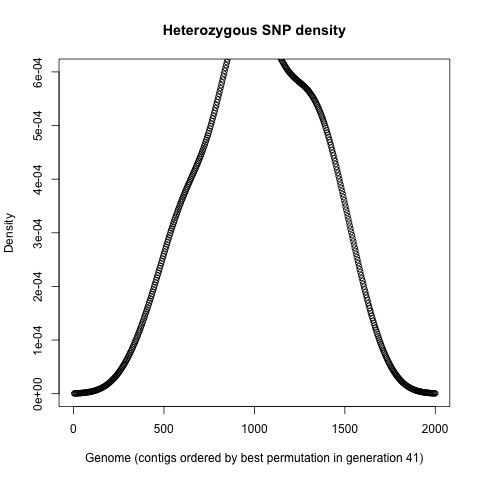 Heterozygous SNP density
6e-04
5e-04
4e-04
3e-04
2e-04
1e-04
0e+00
Density
0 500 1000 1500 2000
Genome (contigs ordered by best permutation in generation 41)